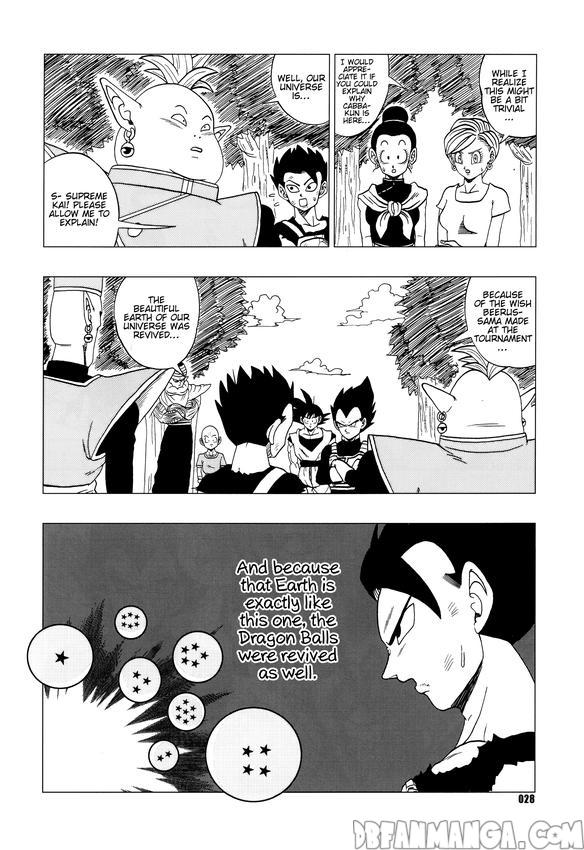 WHILE I
REALIZE
THIS MIGHT
BE A BIT
TRIVIAL
...
I WOULD
APPRE-
CIATE IT IF
YOU COULD
EXPLAIN
WHY
CABBA-
KUN IS
HERE...
WELL, OUR
UNIVERSE
IS...
S- SUPREME
KAI! PLEASE
ALLOW ME TO
EXPLAIN!
BECAUSE
OF THE WISH
BEERUS-
SAMA MADE
AT THE
TOURNAMENT
...
THE
BEAUTIFUL
EARTH OF OUR
UNIVERSE WAS
REVIVED...
And because
that Earth is
exactly like
this one, the
Dragon Balls
were revived
as well.
028
DBFANMANGA.COM